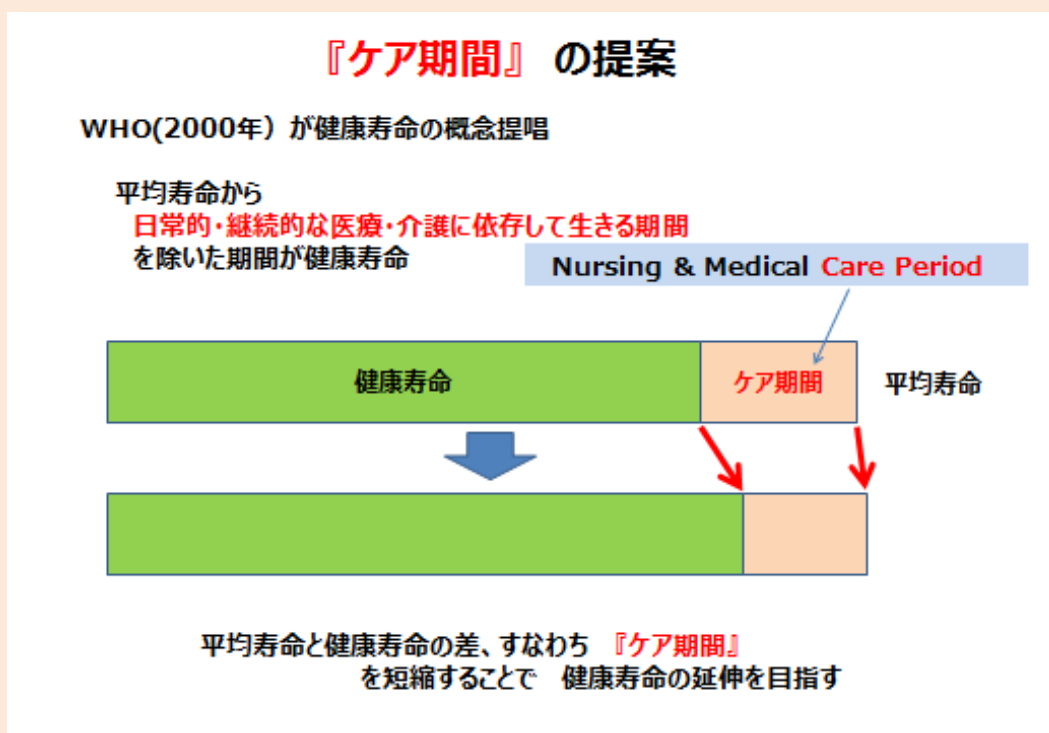 『ケア期間』 の提案
WHO(2000年）が健康寿命の概念提唱
平均寿命から
日常的・継続的な医療・介護に依存して生きる期間
を除いた期間が健康寿命
Nursing & Medical Care Period
健康寿命
ケア期間
平均寿命
平均寿命と健康寿命の差、すなわち 『ケア期間』
を短縮することで 健康寿命の延伸を目指す